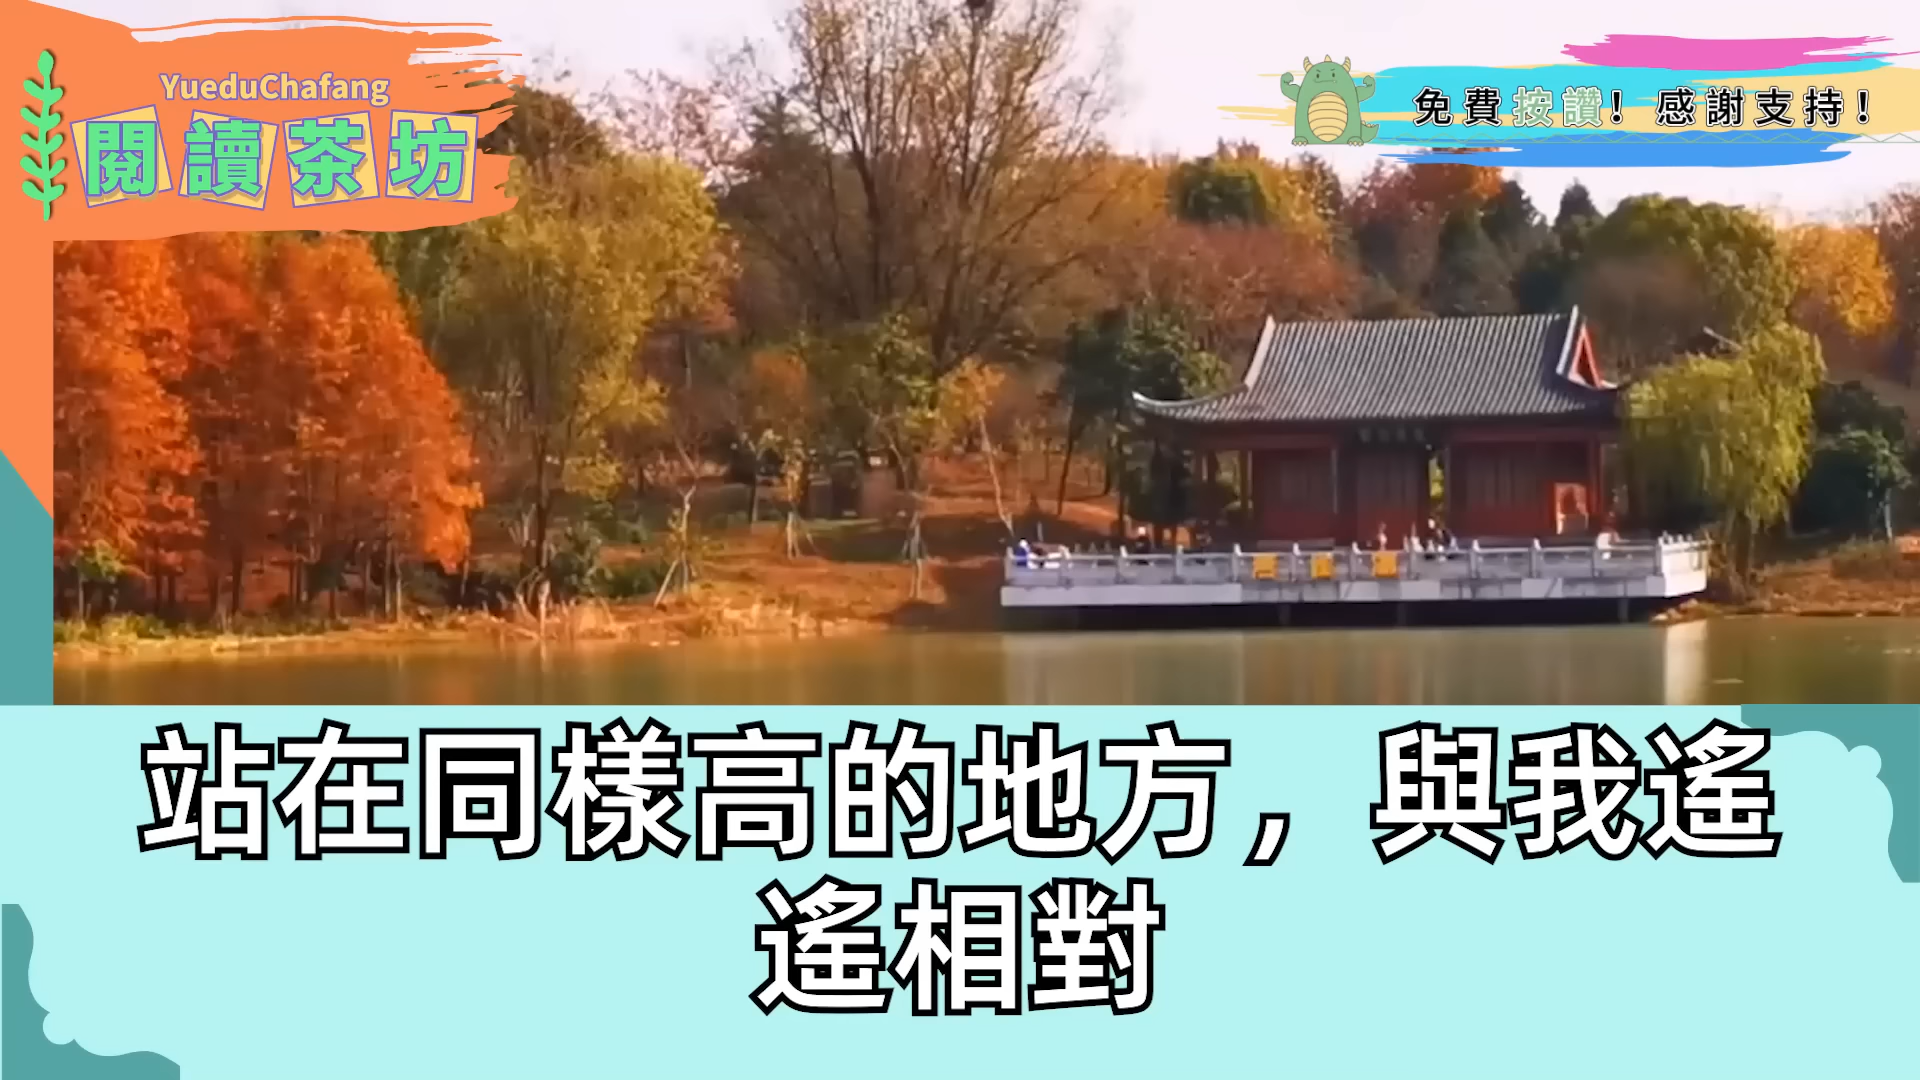 YueduChafang
閱讀茶坊
免費按讚！感謝支持！
站在同樣高的地方，與我遙
遙相對